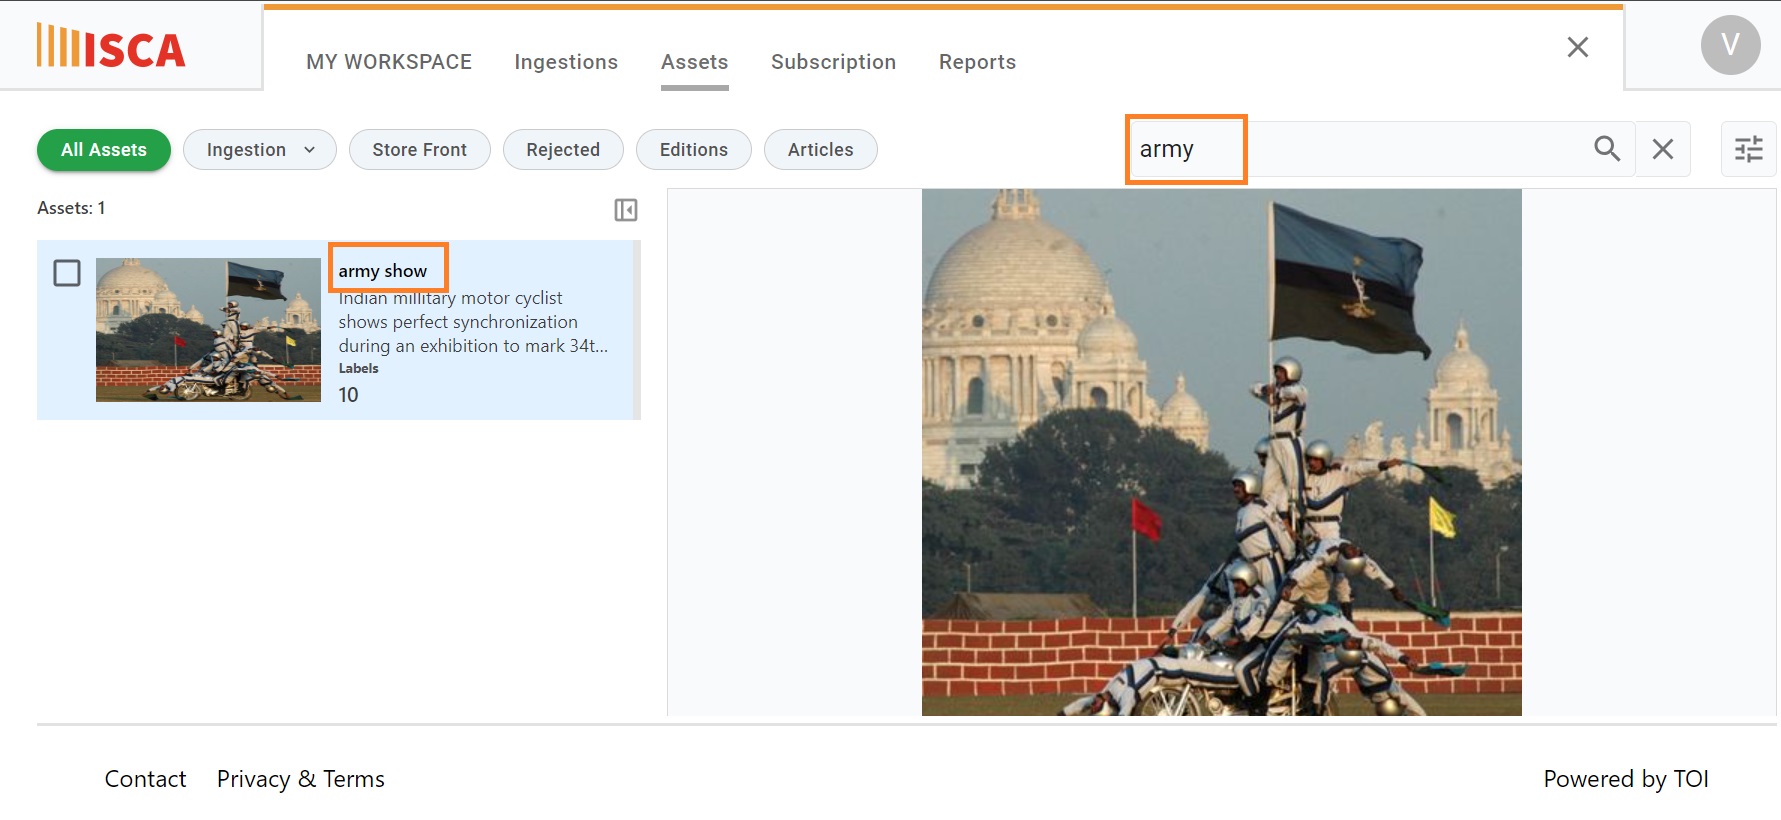 ISCA
MY WORKSPACE Ingestions Assets Subscription Reports
V
All Assets Ingestion Store Front Rejected Editions Articles
army
Assets: 1
army show
Indian millitary motor cyclist
shows perfect synchronization
during an exhibition to mark 34t...
Labels
10
Contact Privacy & Terms
Powered by TOI